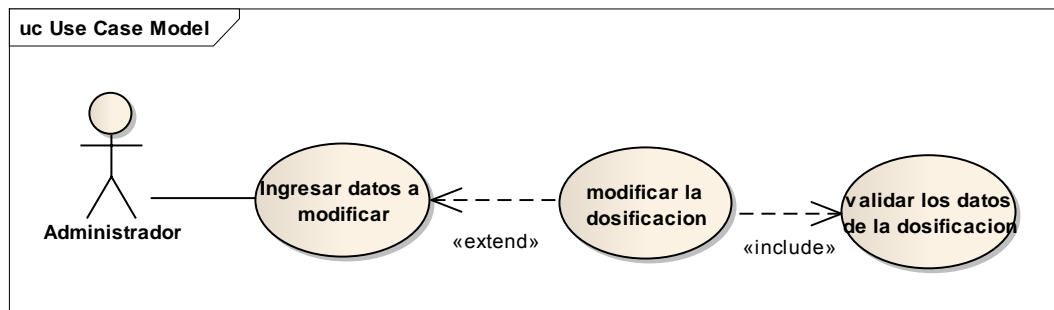 uc Use Case Model
Administrador
Ingresar datos a
modificar
«extend»
modificar la
dosificacion
«include»
validar los datos
de la dosificacion